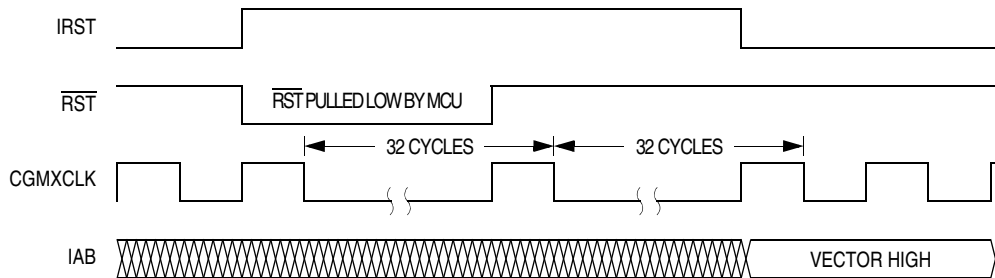 IRST
RST
RST PULLED LOW BY MCU
32 CYCLES
32 CYCLES
CGMXCLK
IAB
VECTOR HIGH